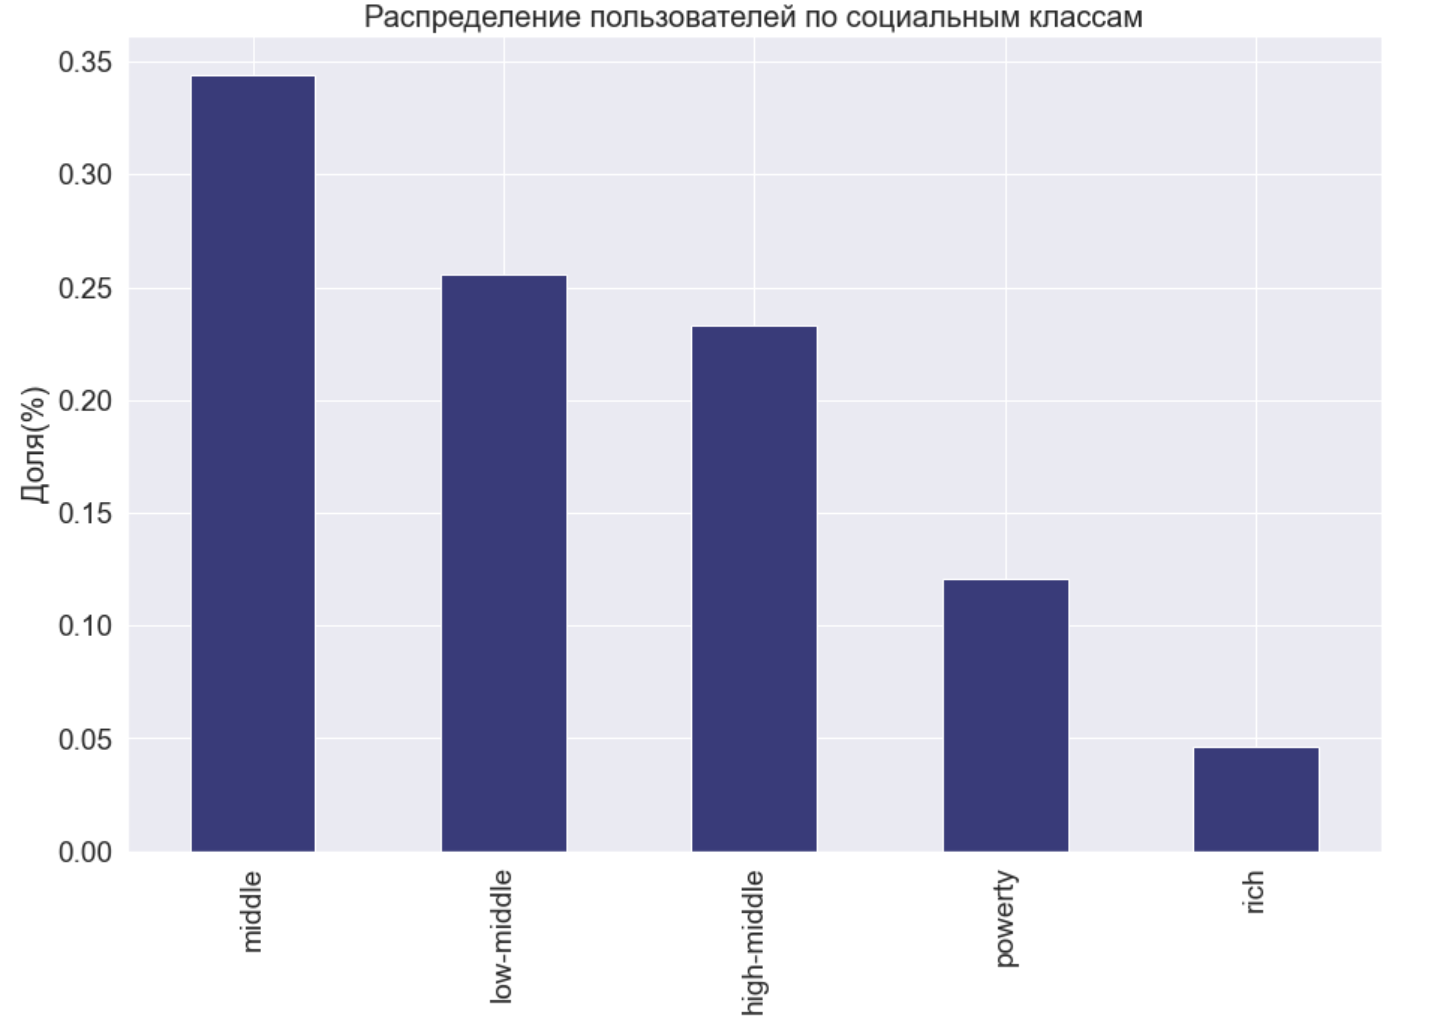 Распределение пользователей по социальным классам
Доля(%)
0.35
0.30
0.25
0.20
0.15
0.10
0.05
0.00
middle
low-middle
high-middle
powerty
rich